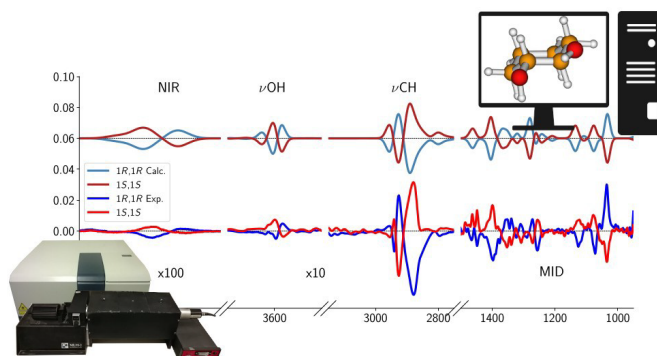 NIR
νOH
νCH
0.10
0.08
0.06
0.04
0.02
0.00
1R,1R Calc.
1S,1S
1R,1R Exp.
1S,1S
x100
x10
MID
3600
3000
2800
1400
1200
1000